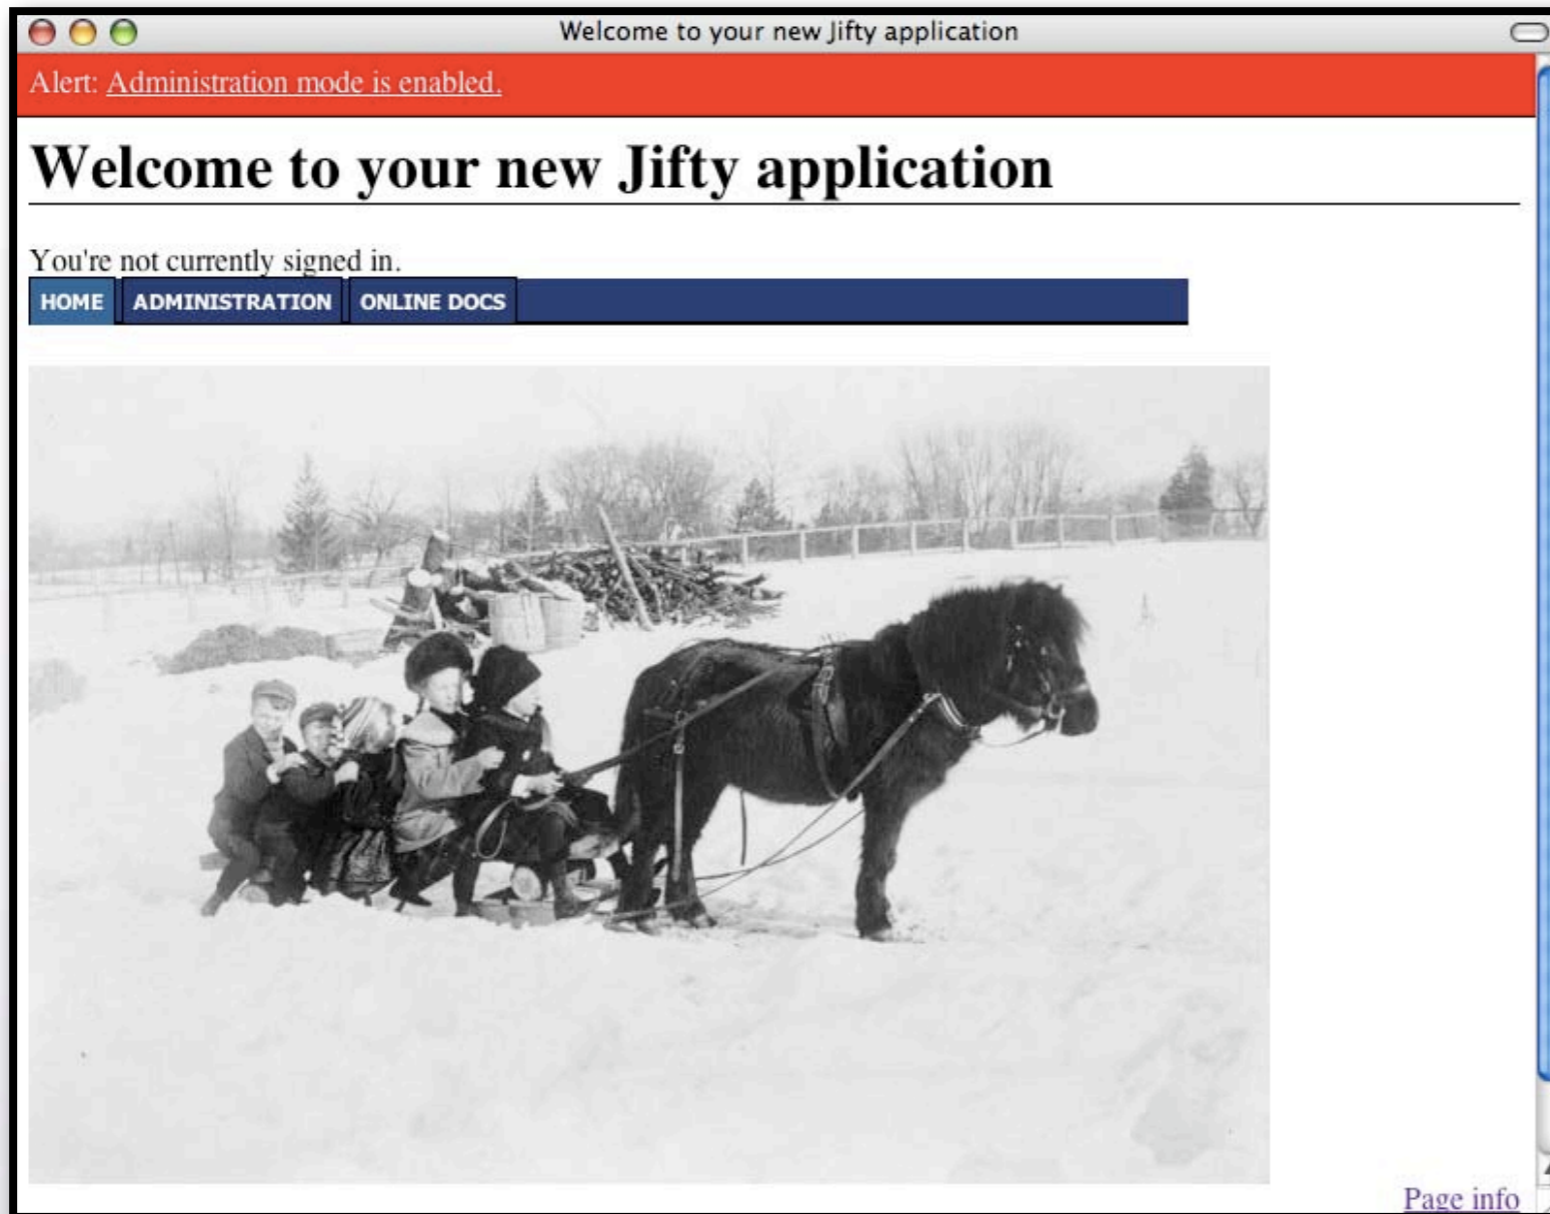 Welcome to your new Jifty application
Alert: Administration mode is enabled.
Welcome to your new Jifty application
You're not currently signed in.
HOME ADMINISTRATION ONLINE DOCS
Page info